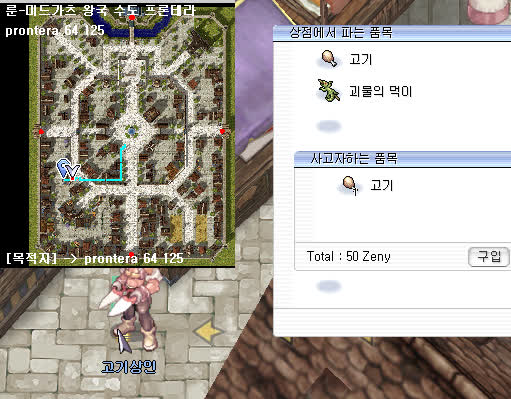 룬-미드가츠 왕국 수도 프론테라
prontera 64 125
[목적지] -> prontera 64 125
고기상인
상점에서 파는 품목
고기
괴물의 먹이
사고자하는 품목
고기
Total : 50 Zeny
구입